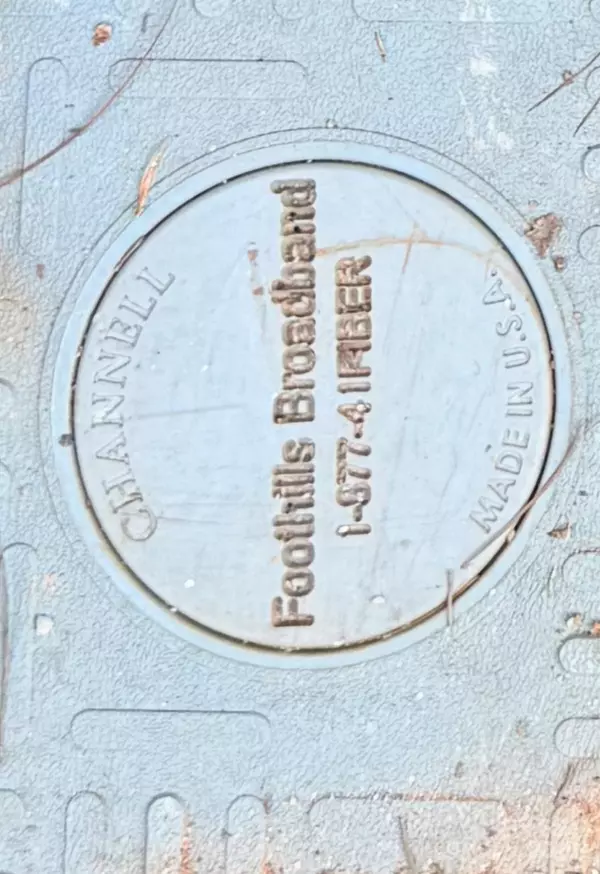 CHANNELL
Foothills Broadband
1-877-41FIBER
MADE IN U.S.A.